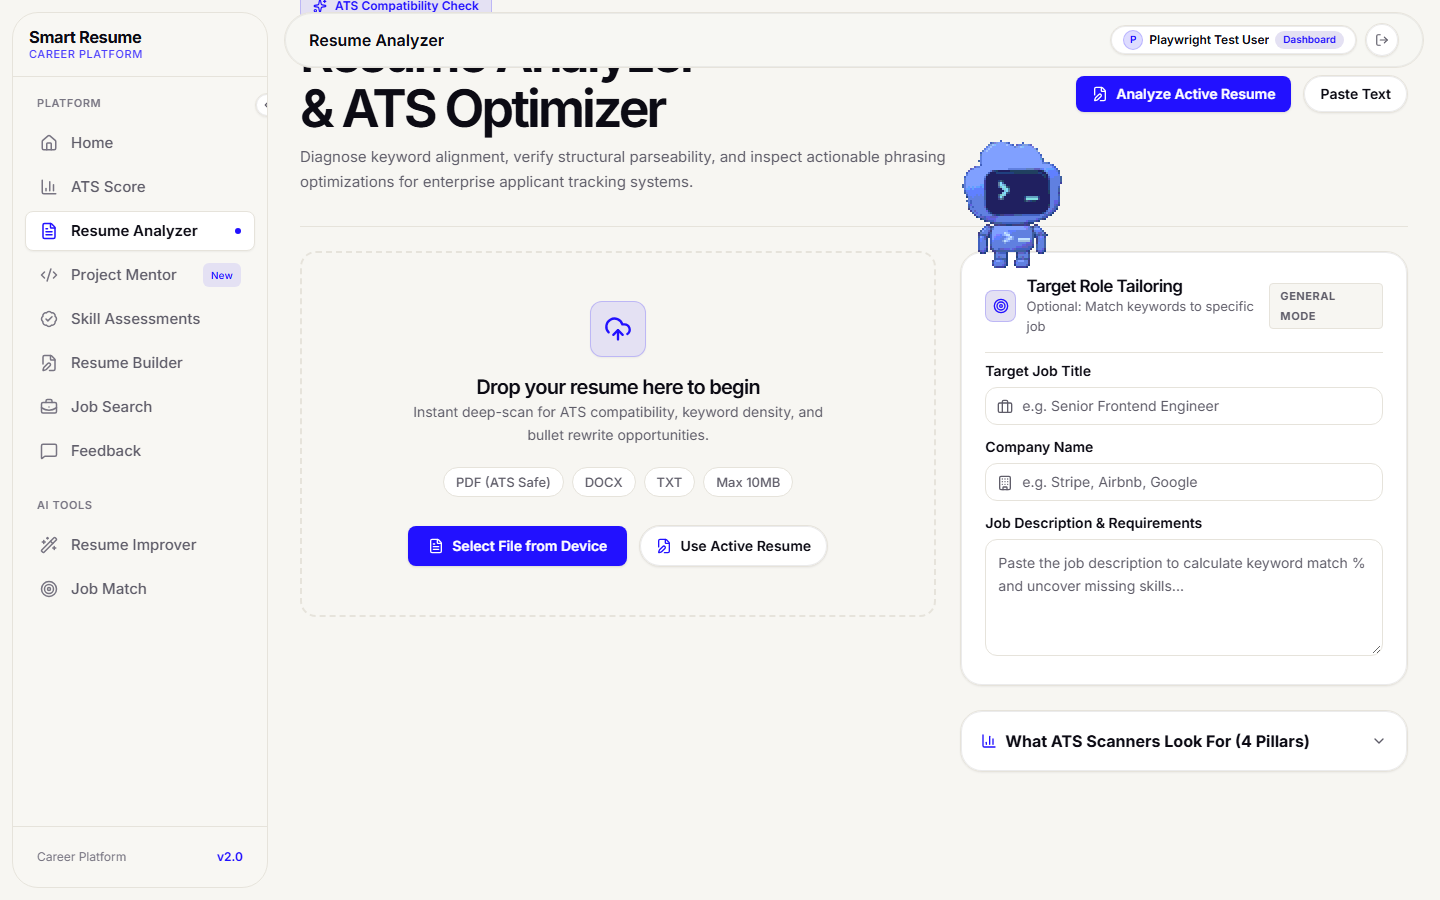 Smart Resume
CAREER PLATFORM
PLATFORM
Home
ATS Score
Resume Analyzer
Project Mentor
New
Skill Assessments
Resume Builder
Job Search
Feedback
AI TOOLS
Resume Improver
Job Match
Career Platform
v2.0
ATS Compatibility Check
Resume Analyzer
P
Playwright Test User
Dashboard
Resume Analyzer
& ATS Optimizer
Analyze Active Resume
Paste Text
Diagnose keyword alignment, verify structural parseability, and inspect actionable phrasing
optimizations for enterprise applicant tracking systems.
Drop your resume here to begin
Instant deep-scan for ATS compatibility, keyword density, and
bullet rewrite opportunities.
PDF (ATS Safe)
DOCX
TXT
Max 10MB
Select File from Device
Use Active Resume
Target Role Tailoring
Optional: Match keywords to specific
job
GENERAL
MODE
Target Job Title
e.g. Senior Frontend Engineer
Company Name
e.g. Stripe, Airbnb, Google
Job Description & Requirements
Paste the job description to calculate keyword match %
and uncover missing skills...
What ATS Scanners Look For (4 Pillars)